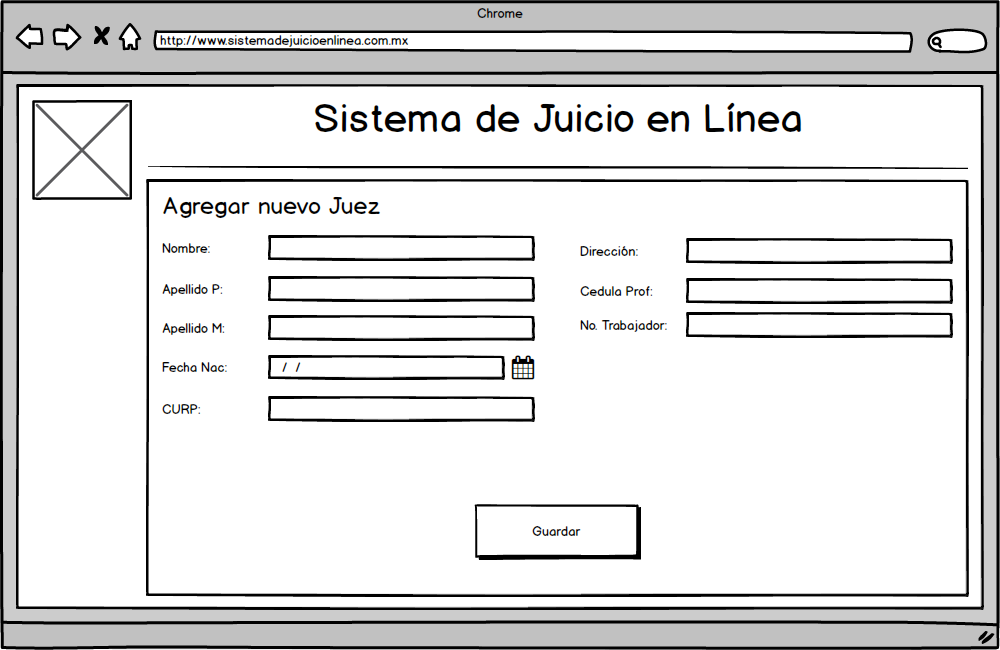 Chrome
http://www.sistemadejuicioenlinea.com.mx
Sistema de Juicio en Línea
Agregar nuevo Juez
Nombre:
Apellido P:
Apellido M:
Fecha Nac:
/ /
CURP:
Dirección:
Cedula Prof:
No. Trabajador:
Guardar